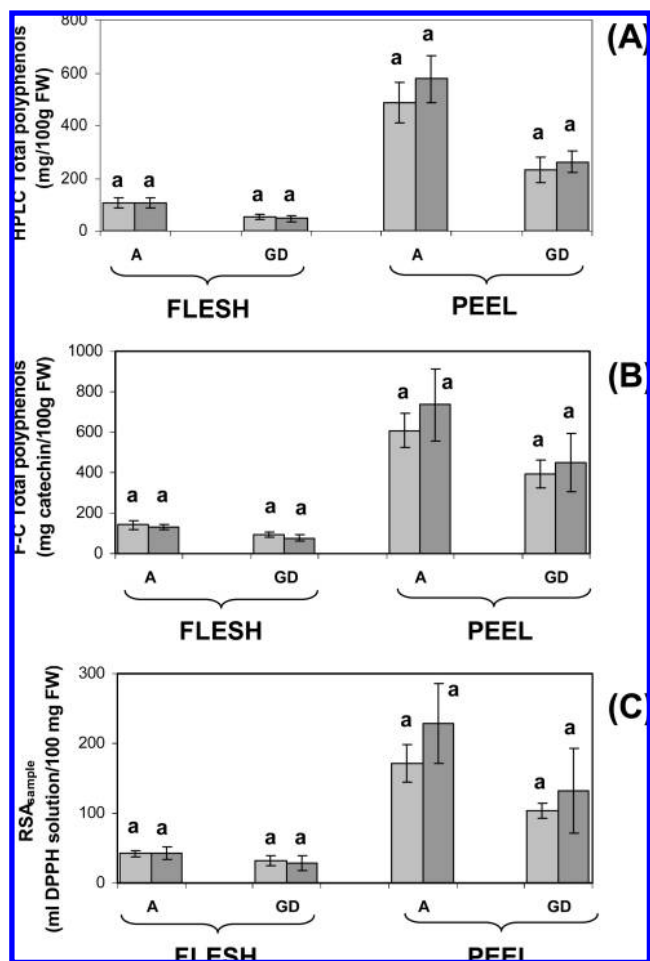 (A)
HPLC Total polyphenols
(mg/100g FW)
800
600
400
200
0
a a a a a a a a
A GD A GD
FLESH PEEL
(B)
F-C Total polyphenols
(mg catechin/100g FW)
1000
800
600
400
200
0
a a a a a a a a
A GD A GD
FLESH PEEL
(C)
RSAsample
(ml DPPH solution/100 mg FW)
300
200
100
0
a a a a a a a a
A GD A GD
FLESH PEEL